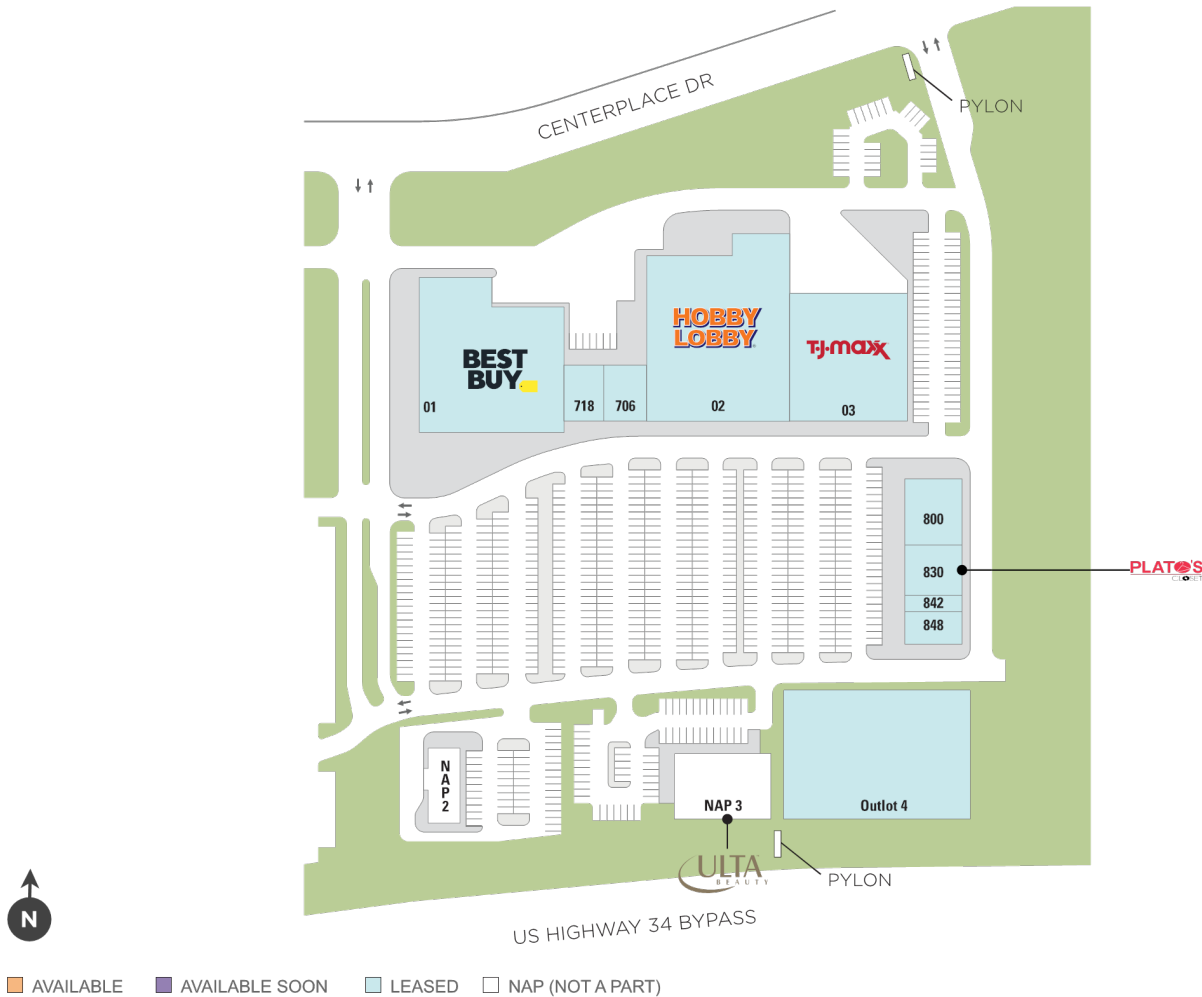 CENTERPLACE DR
PYLON
HOBBY
LOBBY
T·J·maxx
BEST
BUY
01
718
706
02
03
800
830
PLATO'S
CLOSET
842
848
N
A
P
2
NAP 3
Outlot 4
ULTA
BEAUTY
PYLON
N
US HIGHWAY 34 BYPASS
AVAILABLE
AVAILABLE SOON
LEASED
NAP (NOT A PART)